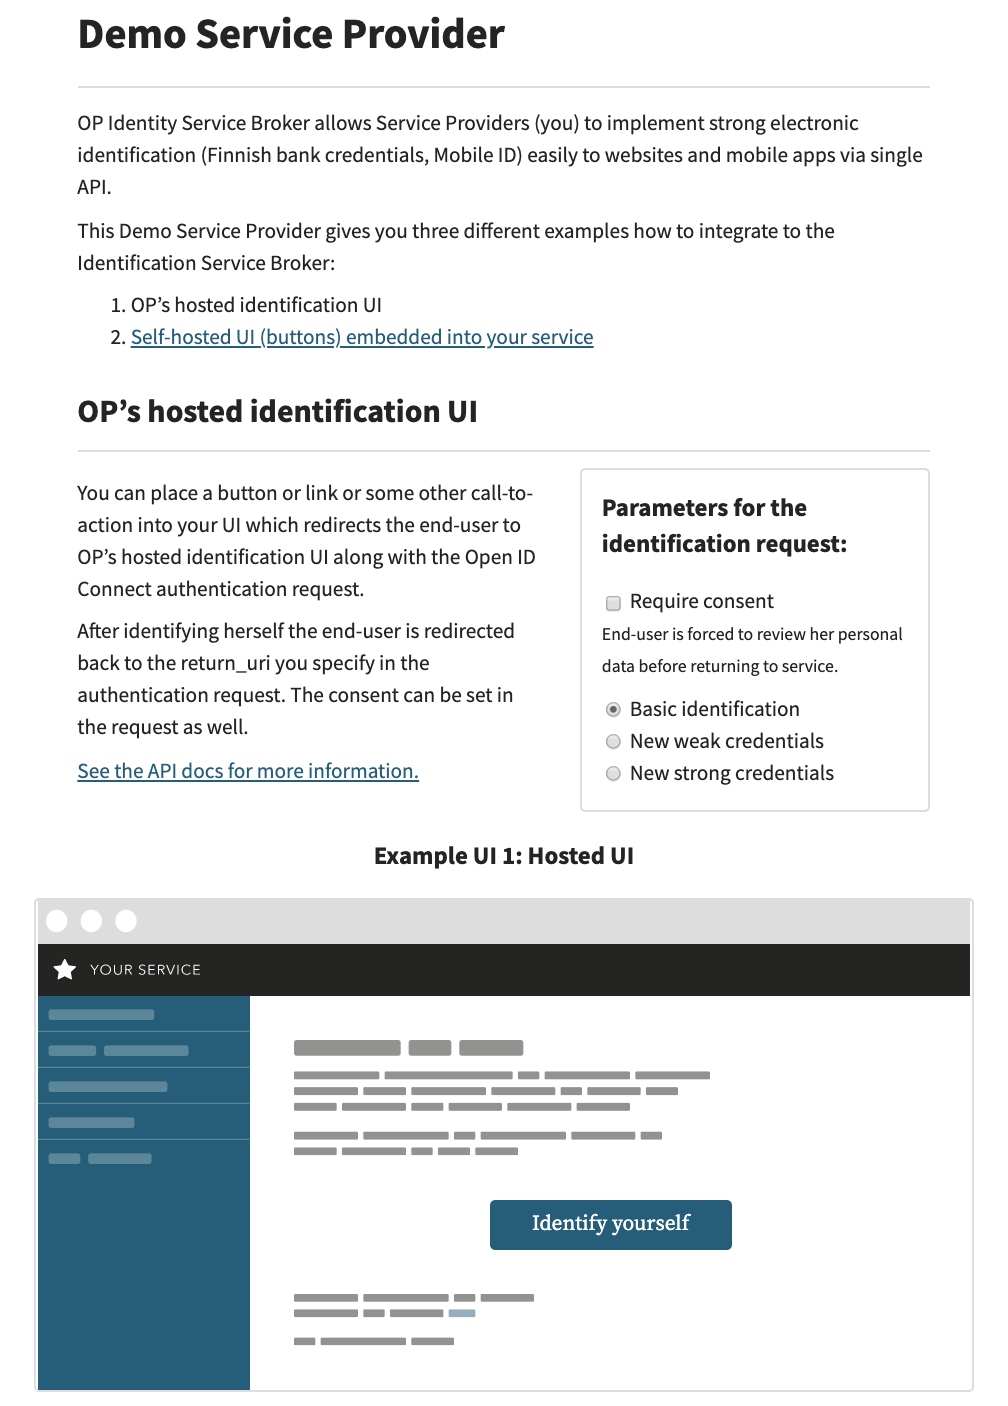 Demo Service Provider
OP Identity Service Broker allows Service Providers (you) to implement strong electronic
identification (Finnish bank credentials, Mobile ID) easily to websites and mobile apps via single
API.
This Demo Service Provider gives you three different examples how to integrate to the
Identification Service Broker:
1. OP’s hosted identification UI
2. Self-hosted UI (buttons) embedded into your service
OP’s hosted identification UI
You can place a button or link or some other call-to-
action into your UI which redirects the end-user to
OP’s hosted identification UI along with the Open ID
Connect authentication request.
After identifying herself the end-user is redirected
back to the return_uri you specify in the
authentication request. The consent can be set in
the request as well.
See the API docs for more information.
Parameters for the
identification request:
Require consent
End-user is forced to review her personal
data before returning to service.
Basic identification
New weak credentials
New strong credentials
Example UI 1: Hosted UI
YOUR SERVICE
Identify yourself